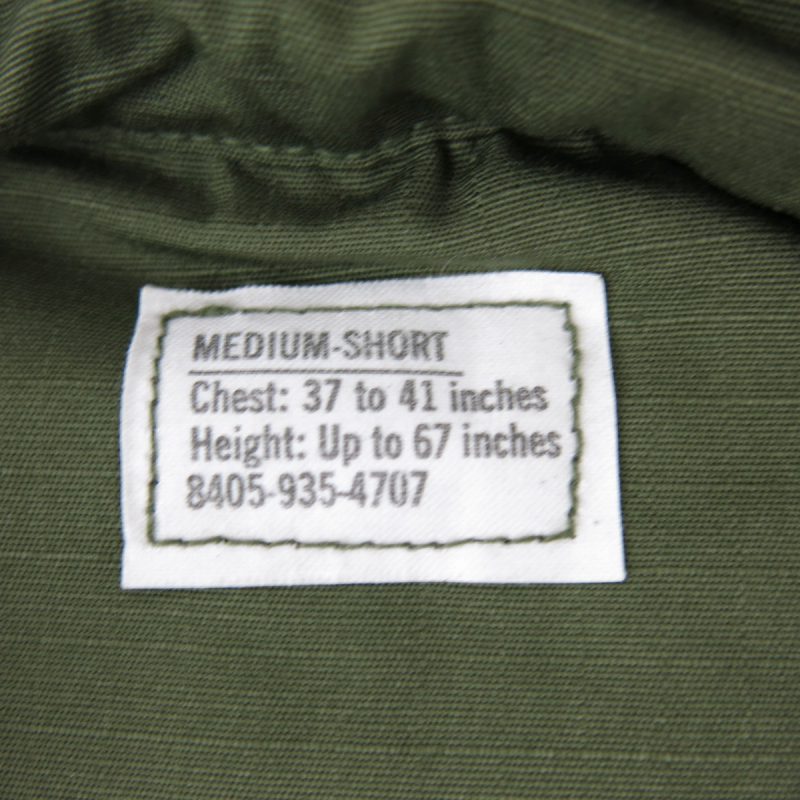 MEDIUM-SHORT
Chest: 37 to 41 inches
Height: Up to 67 inches
8405-935-4707